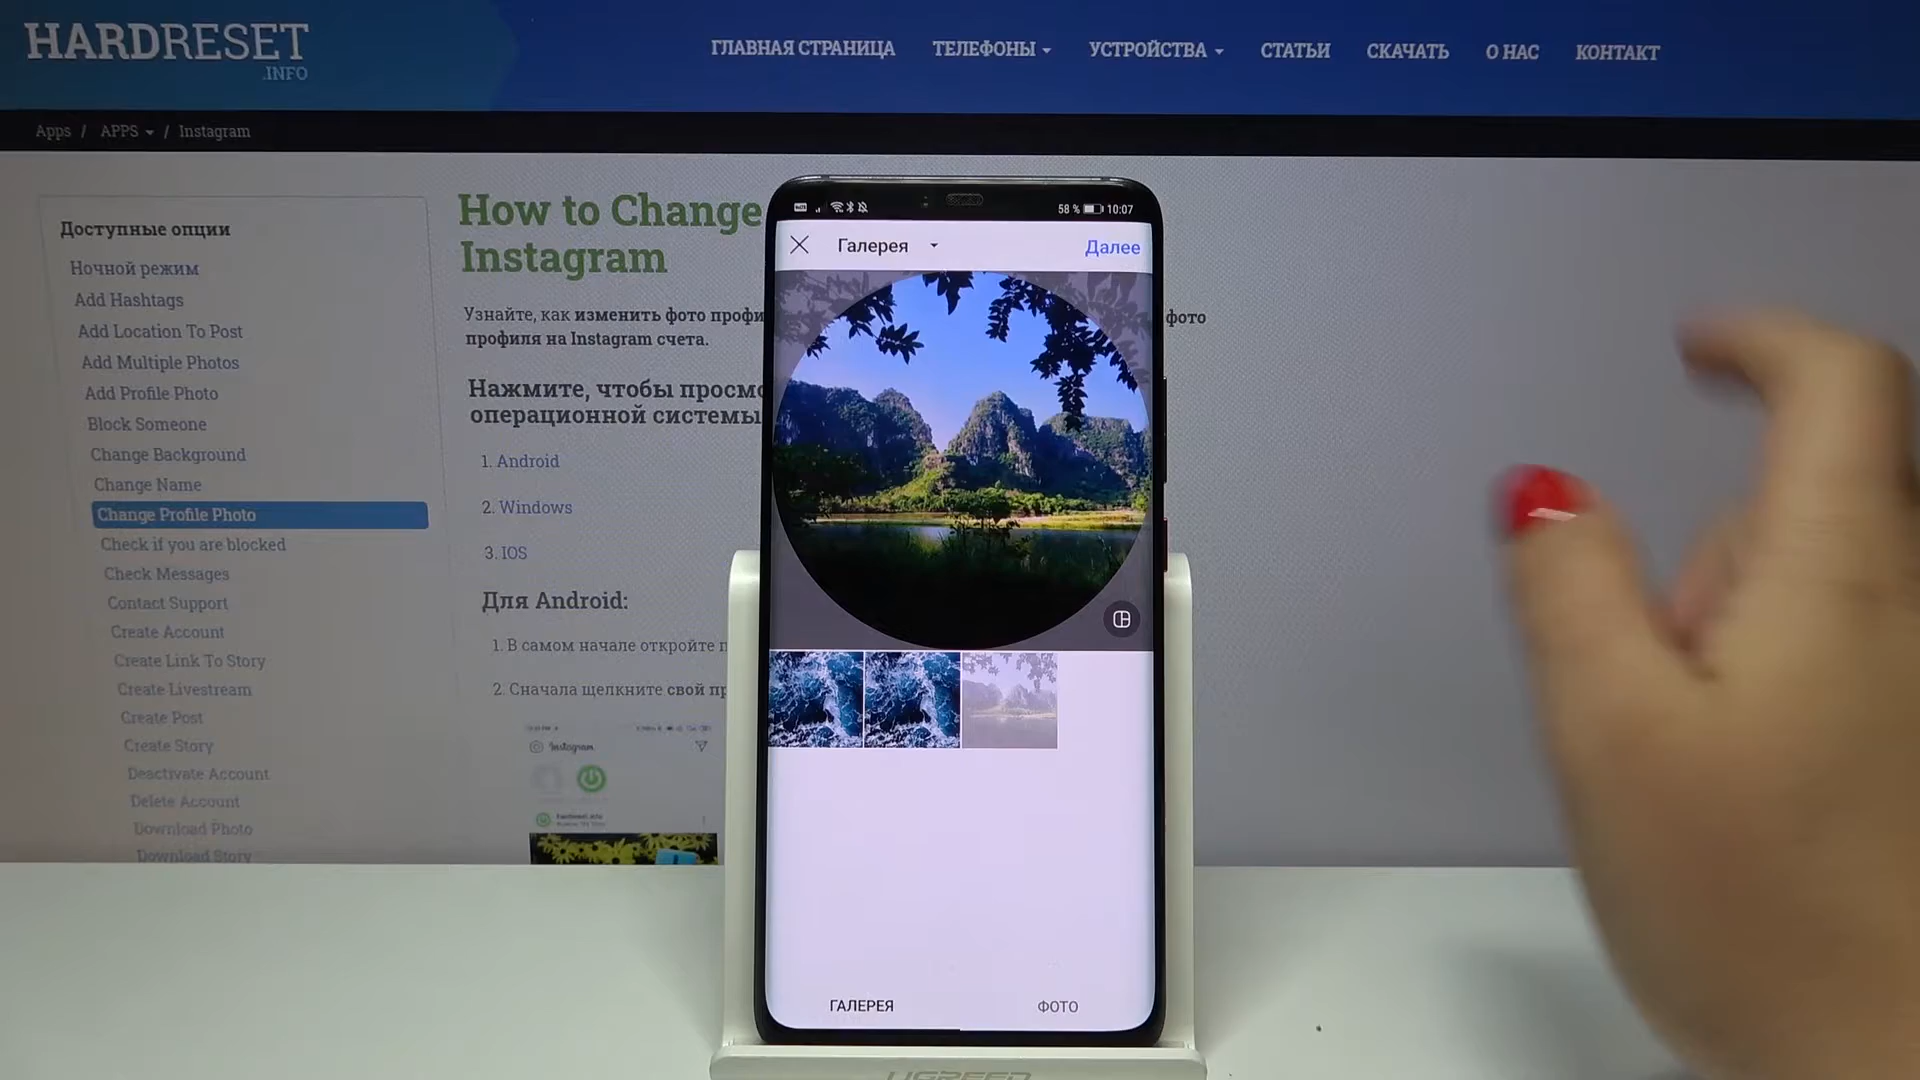 HARDRESET
.INFO
ГЛАВНАЯ СТРАНИЦА
ТЕЛЕФОНЫ
УСТРОЙСТВА
СТАТЬИ
СКАЧАТЬ
О НАС
КОНТАКТ
Apps / APPS / Instagram
Доступные опции
Ночной режим
Add Hashtags
Add Location To Post
Add Multiple Photos
Add Profile Photo
Block Someone
Change Background
Change Name
Change Profile Photo
Check if you are blocked
Check Messages
Contact Support
Create Account
Create Link To Story
Create Livestream
Create Post
Create Story
Deactivate Account
Delete Account
Download Photo
Download Story
How to Change
Instagram
Узнайте, как изменить фото профи
фото
профиля на Instagram счета.
Нажмите, чтобы просмо
операционной системы
1. Android
2. Windows
3. IOS
Для Android:
1. В самом начале откройте п
2. Сначала щелкните свой пр
Instagram
58 % 10:07
Галерея
Далее
ГАЛЕРЕЯ
ФОТО
UGREEN